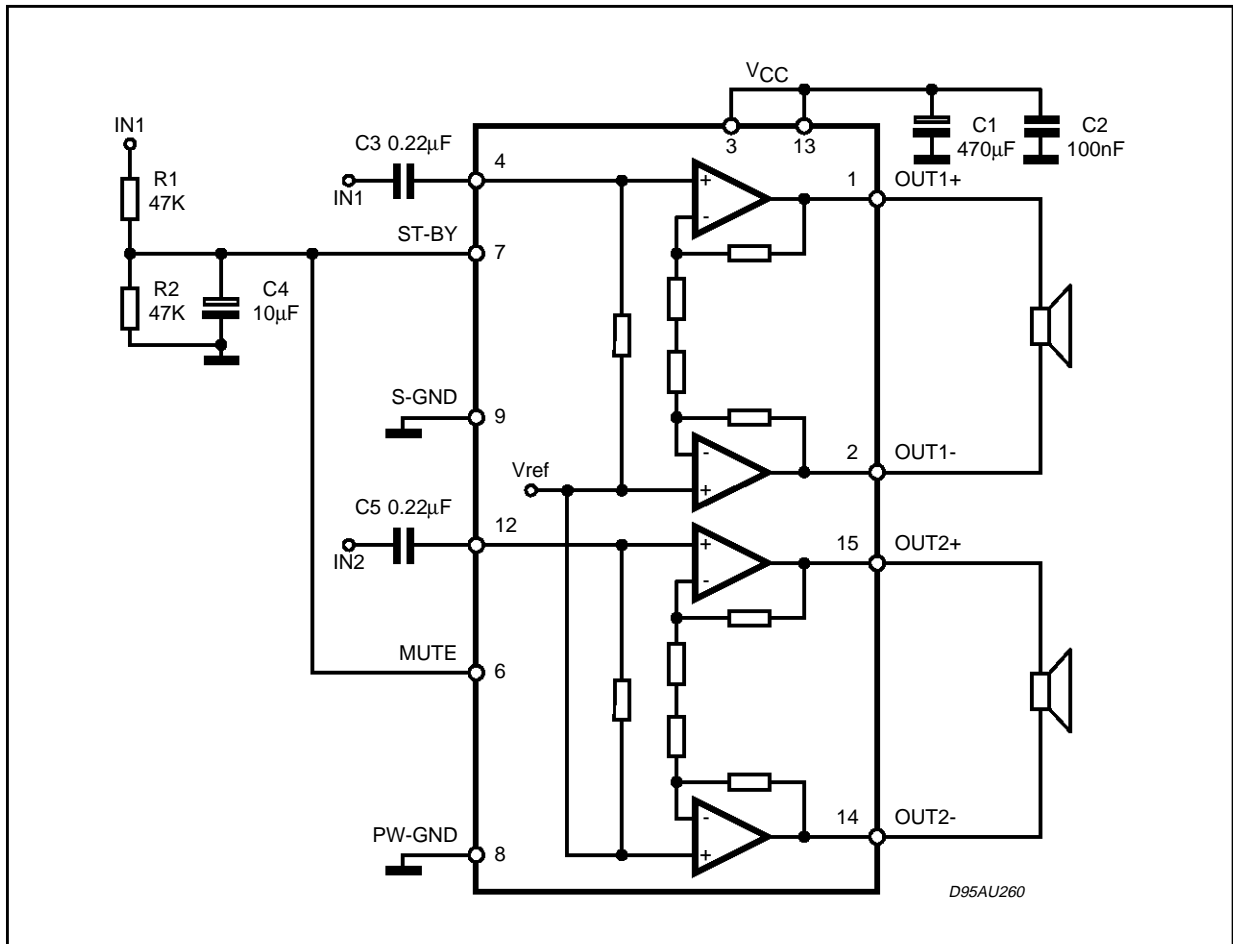 VCC
IN1
R1
47K
C3 0.22µF
IN1
4
3
13
C1
470µF
C2
100nF
1
OUT1+
ST-BY
7
+
-
R2
47K
C4
10µF
S-GND
9
Vref
-
+
2
OUT1-
C5 0.22µF
IN2
12
+
-
15
OUT2+
MUTE
6
PW-GND
8
-
+
14
OUT2-
D95AU260